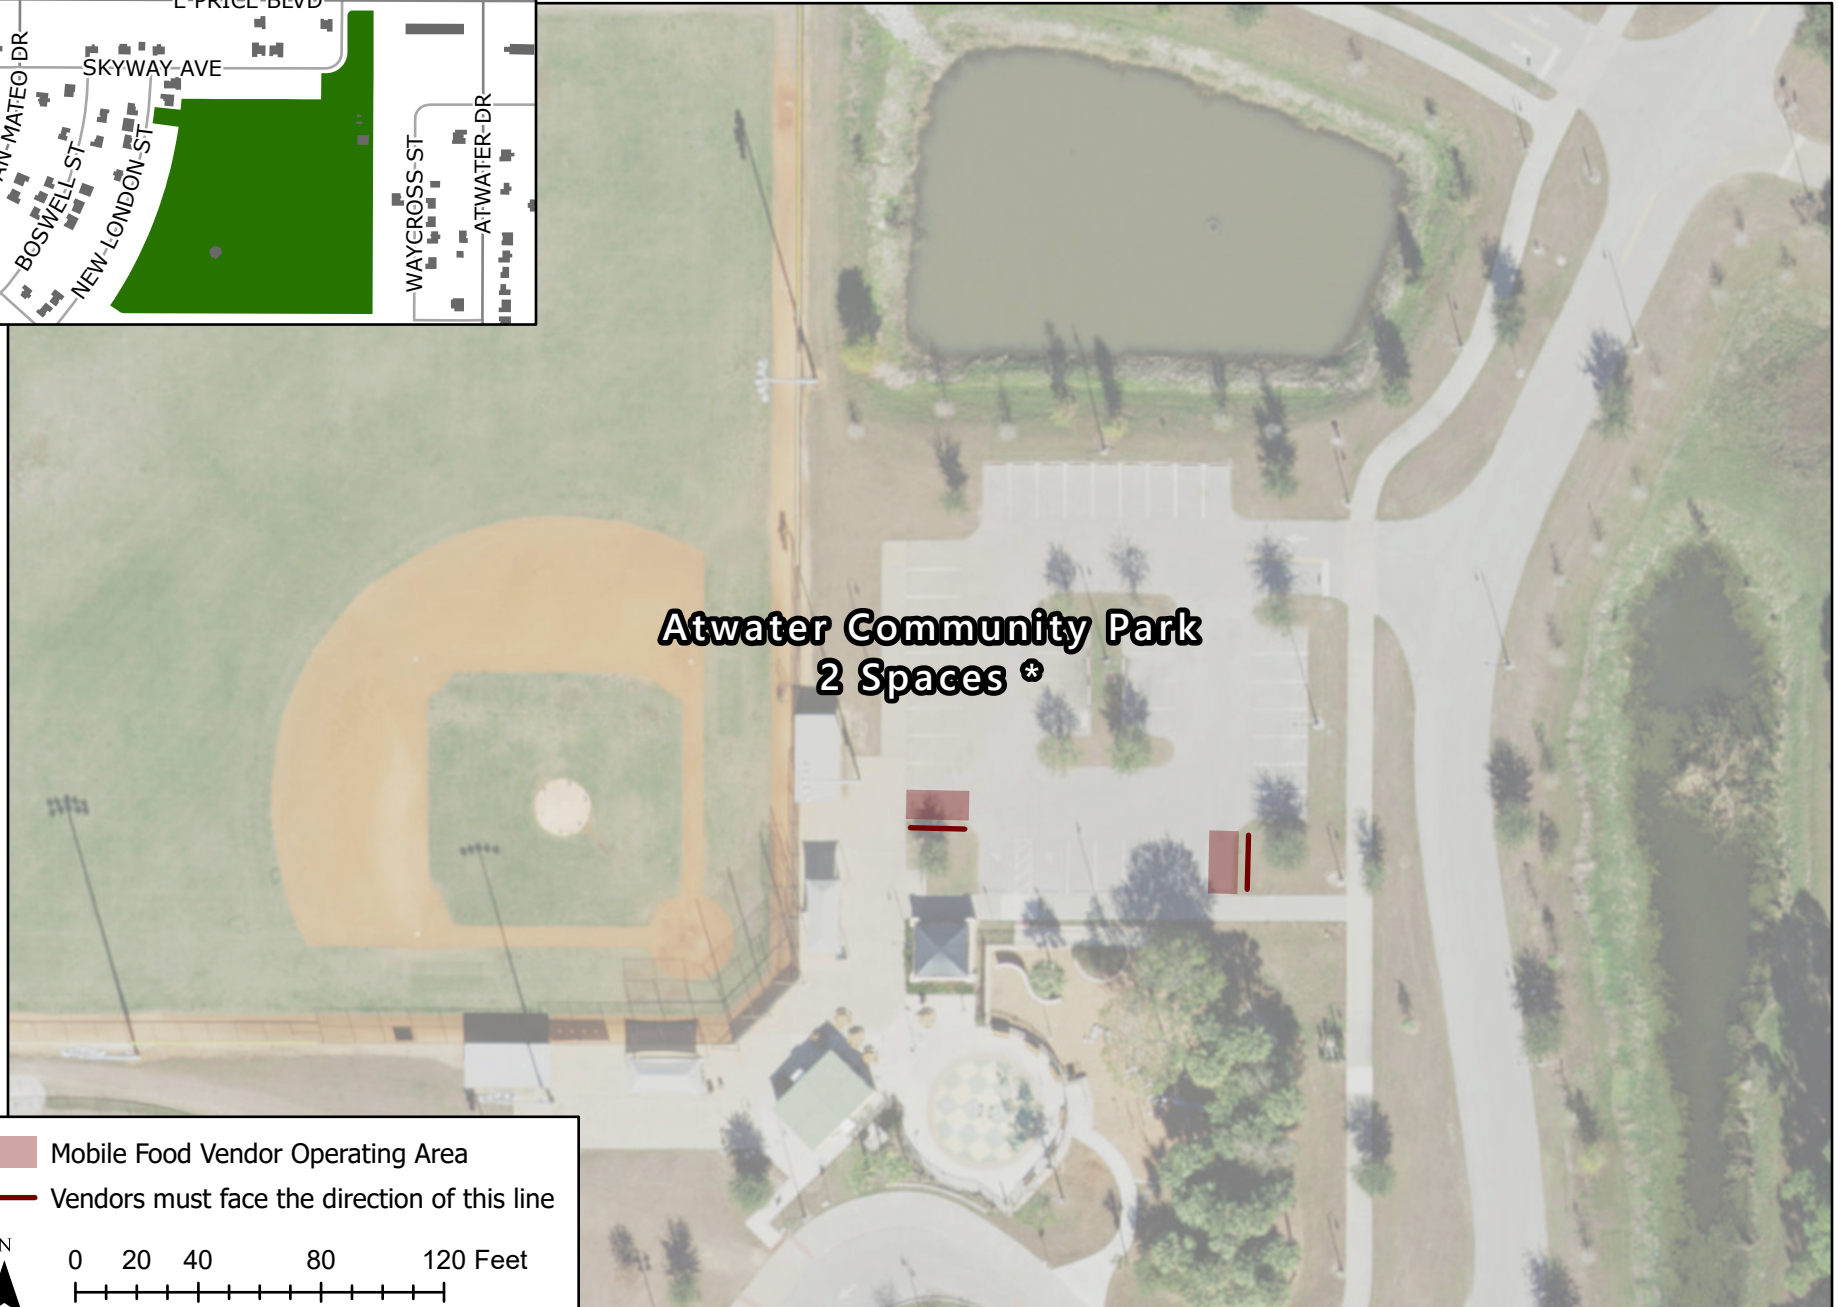 SKYWAY AVE
BOSWELL ST
NEW LONDON ST
WAYCROSS ST
ATWATER DR
Atwater Community Park
2 Spaces *
Mobile Food Vendor Operating Area
Vendors must face the direction of this line
N
0 20 40 80 120 Feet